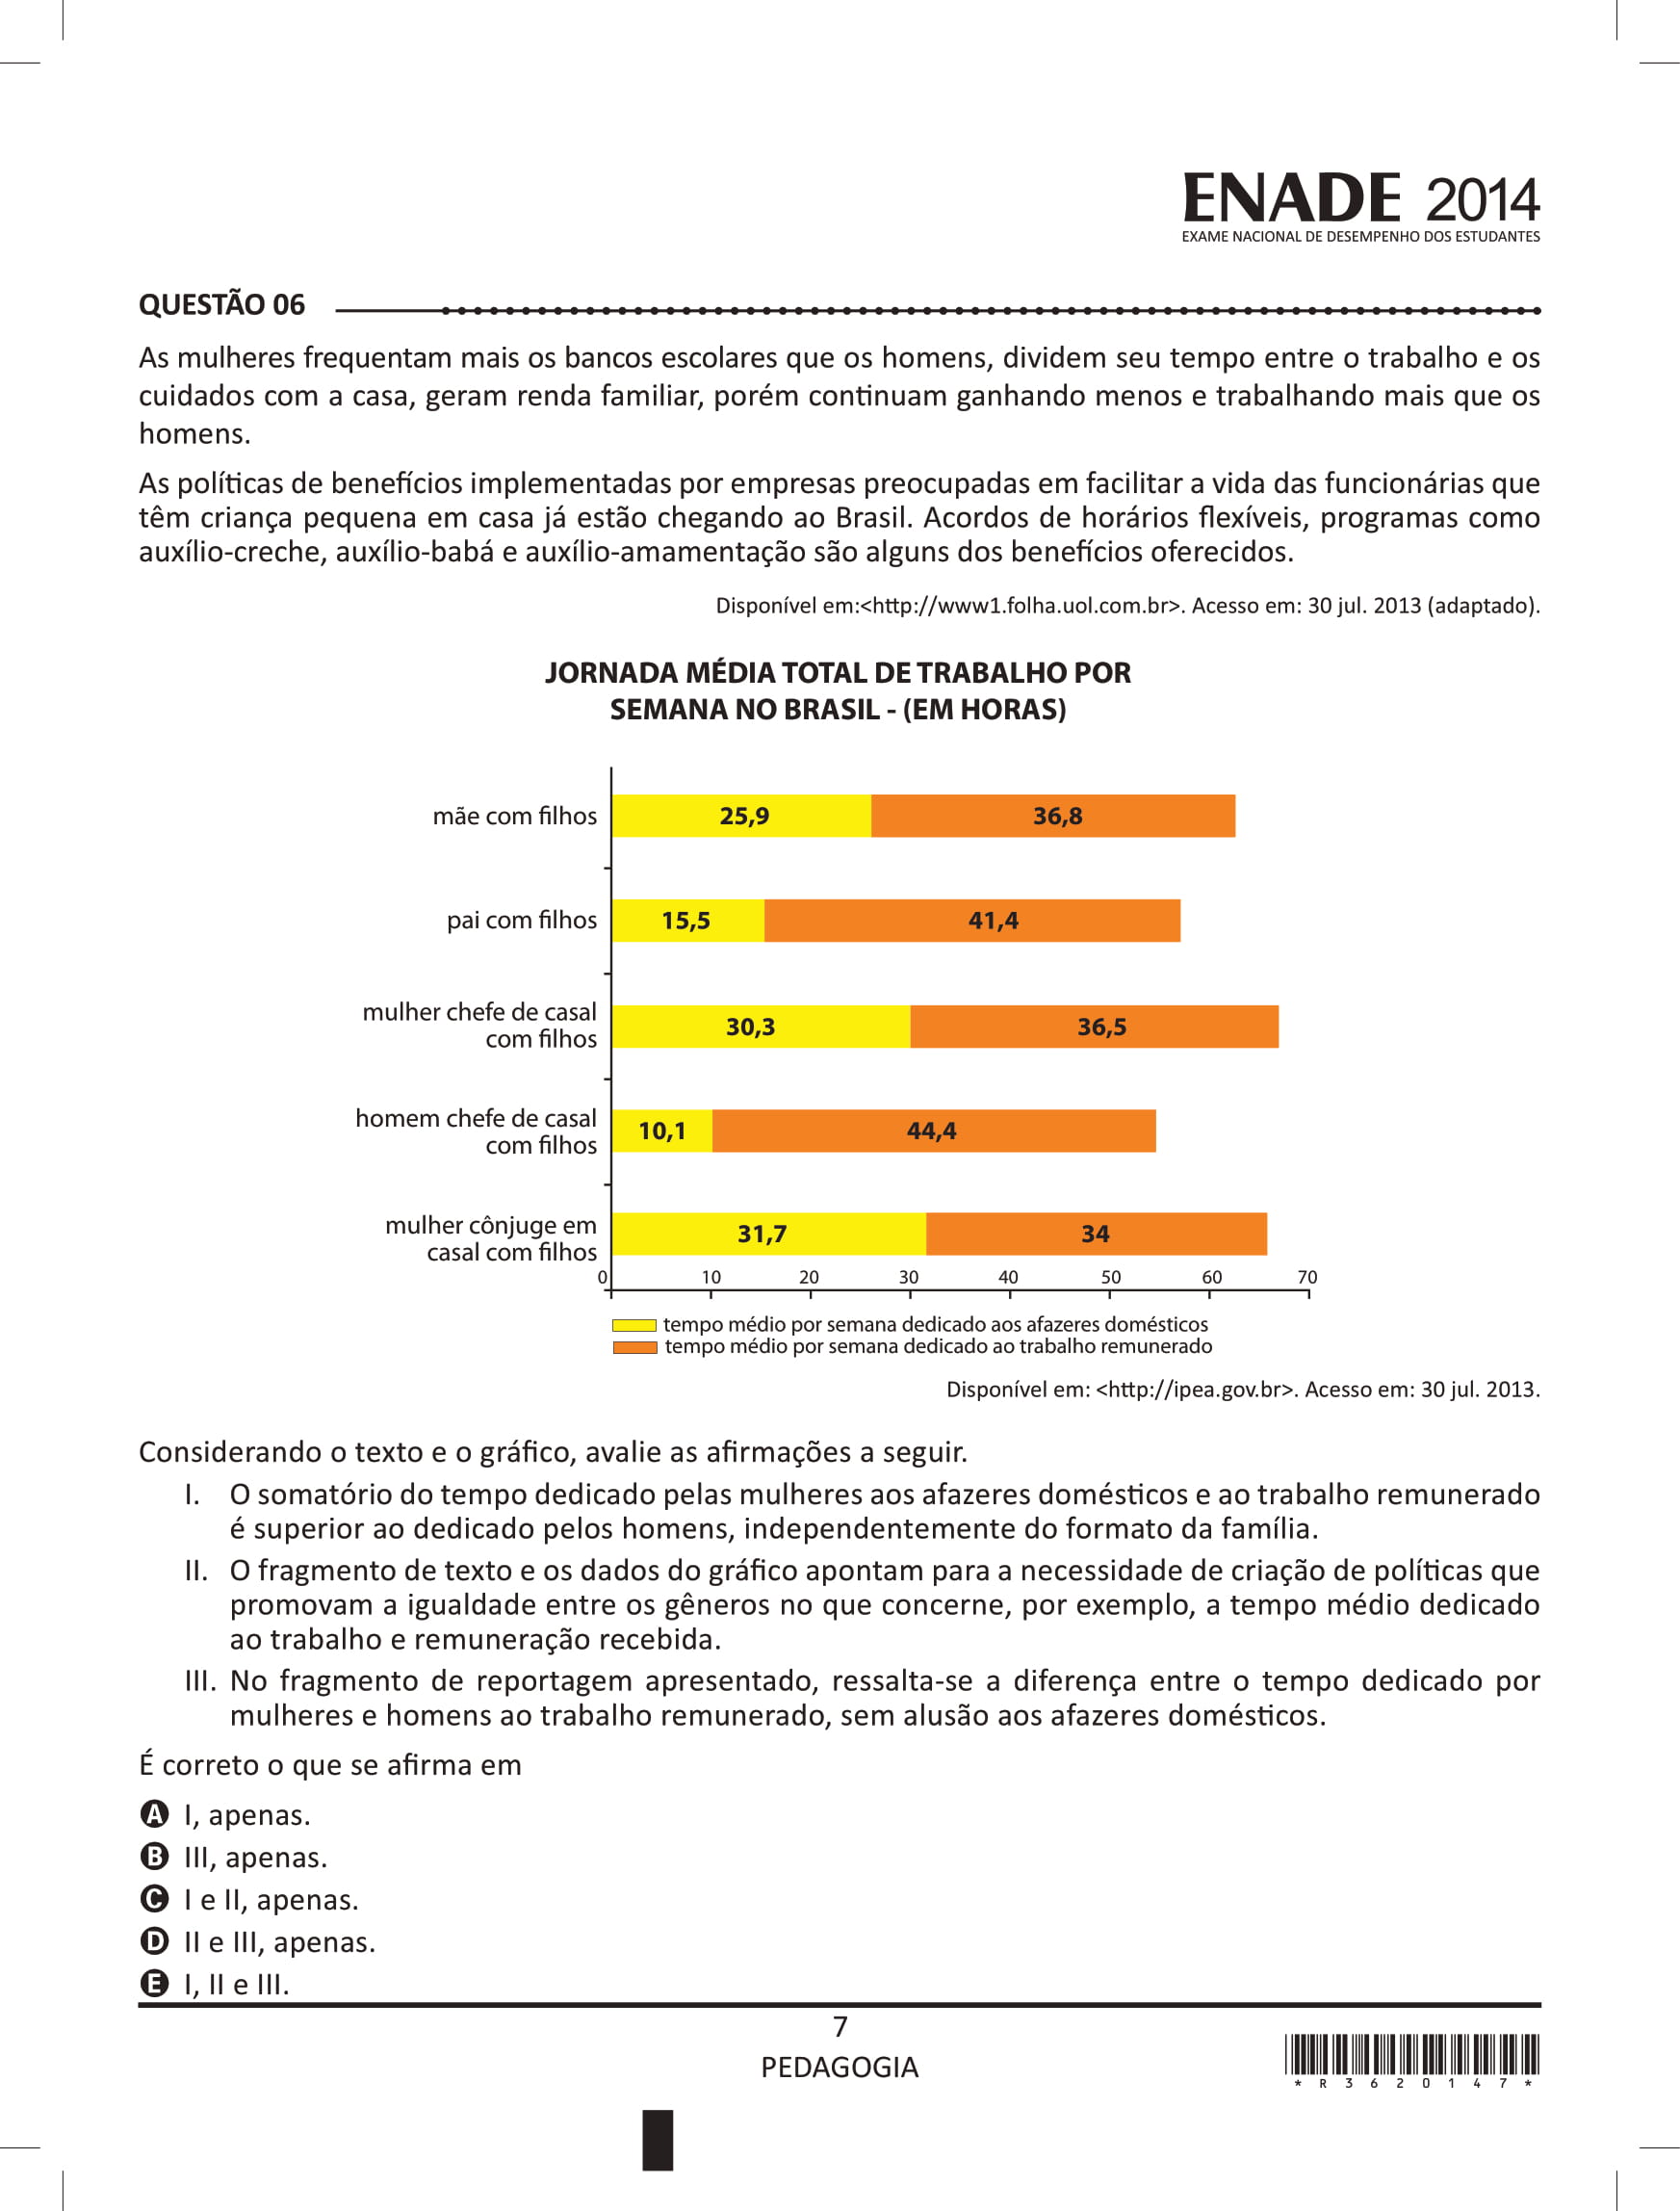 ENADE 2014
EXAME NACIONAL DE DESEMPENHO DOS ESTUDANTES
QUESTÃO 06
As mulheres frequentam mais os bancos escolares que os homens, dividem seu tempo entre o trabalho e os
cuidados com a casa, geram renda familiar, porém continuam ganhando menos e trabalhando mais que os
homens.
As políticas de benefícios implementadas por empresas preocupadas em facilitar a vida das funcionárias que
têm criança pequena em casa já estão chegando ao Brasil. Acordos de horários flexíveis, programas como
auxílio-creche, auxílio-babá e auxílio-amamentação são alguns dos benefícios oferecidos.
Disponível em:<http://www1.folha.uol.com.br>. Acesso em: 30 jul. 2013 (adaptado).
JORNADA MÉDIA TOTAL DE TRABALHO POR
SEMANA NO BRASIL - (EM HORAS)
mãe com filhos 25,9 36,8
pai com filhos 15,5 41,4
mulher chefe de casal
com filhos 30,3 36,5
homem chefe de casal
com filhos 10,1 44,4
mulher cônjuge em
casal com filhos 31,7 34
0 10 20 30 40 50 60 70
tempo médio por semana dedicado aos afazeres domésticos
tempo médio por semana dedicado ao trabalho remunerado
Disponível em: <http://ipea.gov.br>. Acesso em: 30 jul. 2013.
Considerando o texto e o gráfico, avalie as afirmações a seguir.
I. O somatório do tempo dedicado pelas mulheres aos afazeres domésticos e ao trabalho remunerado
é superior ao dedicado pelos homens, independentemente do formato da família.
II. O fragmento de texto e os dados do gráfico apontam para a necessidade de criação de políticas que
promovam a igualdade entre os gêneros no que concerne, por exemplo, a tempo médio dedicado
ao trabalho e remuneração recebida.
III. No fragmento de reportagem apresentado, ressalta-se a diferença entre o tempo dedicado por
mulheres e homens ao trabalho remunerado, sem alusão aos afazeres domésticos.
É correto o que se afirma em
A I, apenas.
B III, apenas.
C I e II, apenas.
D II e III, apenas.
E I, II e III.
7
PEDAGOGIA
*R3620147*